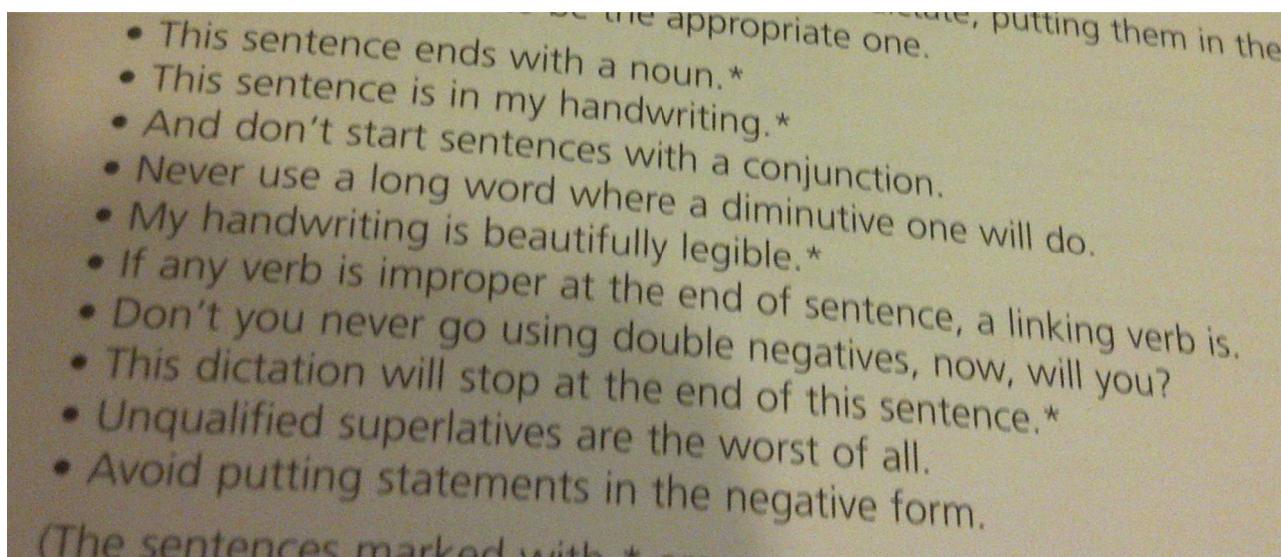 the appropriate one. putting them in the
• This sentence ends with a noun.*
• This sentence is in my handwriting.*
• And don't start sentences with a conjunction.
• Never use a long word where a diminutive one will do.
• My handwriting is beautifully legible.*
• If any verb is improper at the end of sentence, a linking verb is.
• Don't you never go using double negatives, now, will you?
• This dictation will stop at the end of this sentence.*
• Unqualified superlatives are the worst of all.
• Avoid putting statements in the negative form.
(The sentences marked with *